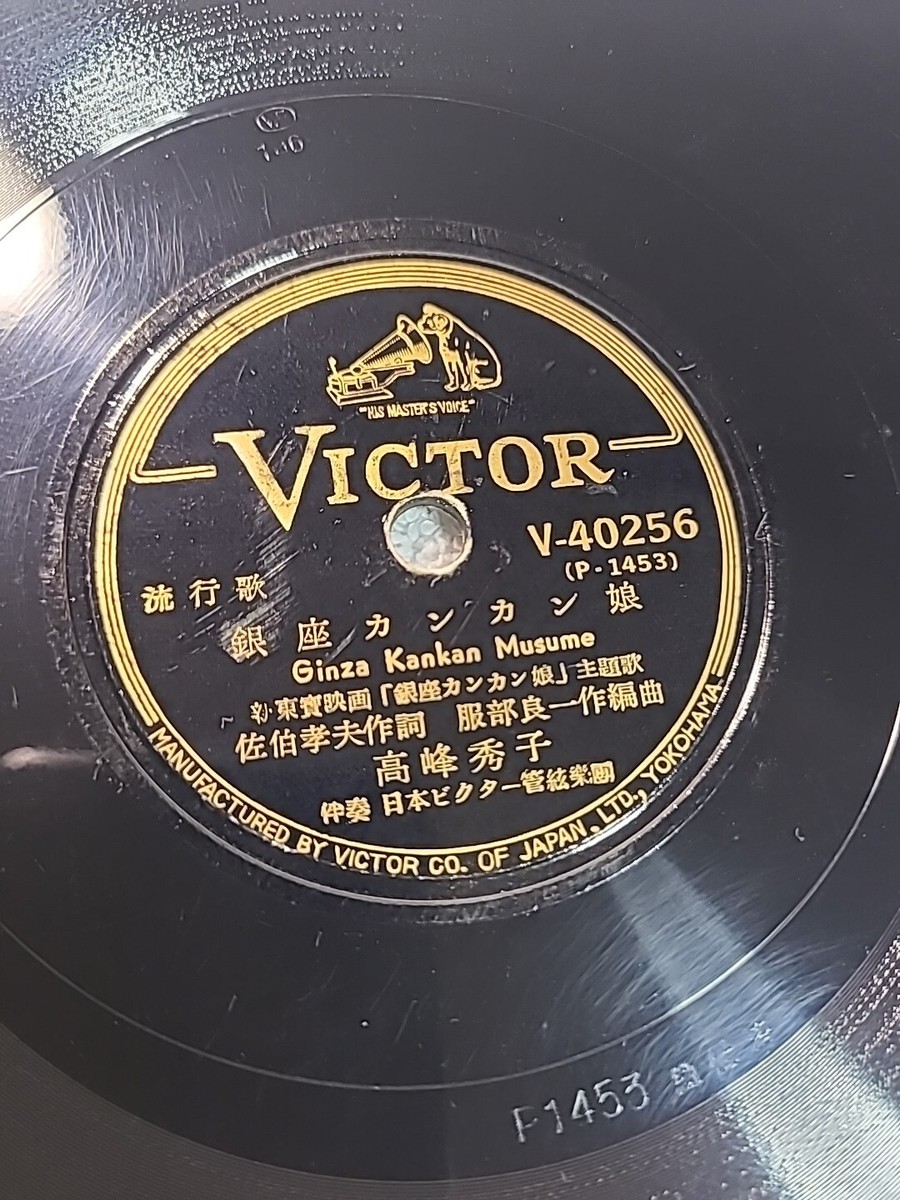 "HIS MASTER'S VOICE"
VICTOR
V-40256
(P・1453)
流行歌
銀座カンカン娘
Ginza Kankan Musume
新東寶映画「銀座カンカン娘」主題歌
佐伯孝夫作詞 服部良一作編曲
高峰秀子
伴奏 日本ビクター管絃樂團
MANUFACTURED BY VICTOR CO. OF JAPAN, LTD., YOKOHAMA
P1453